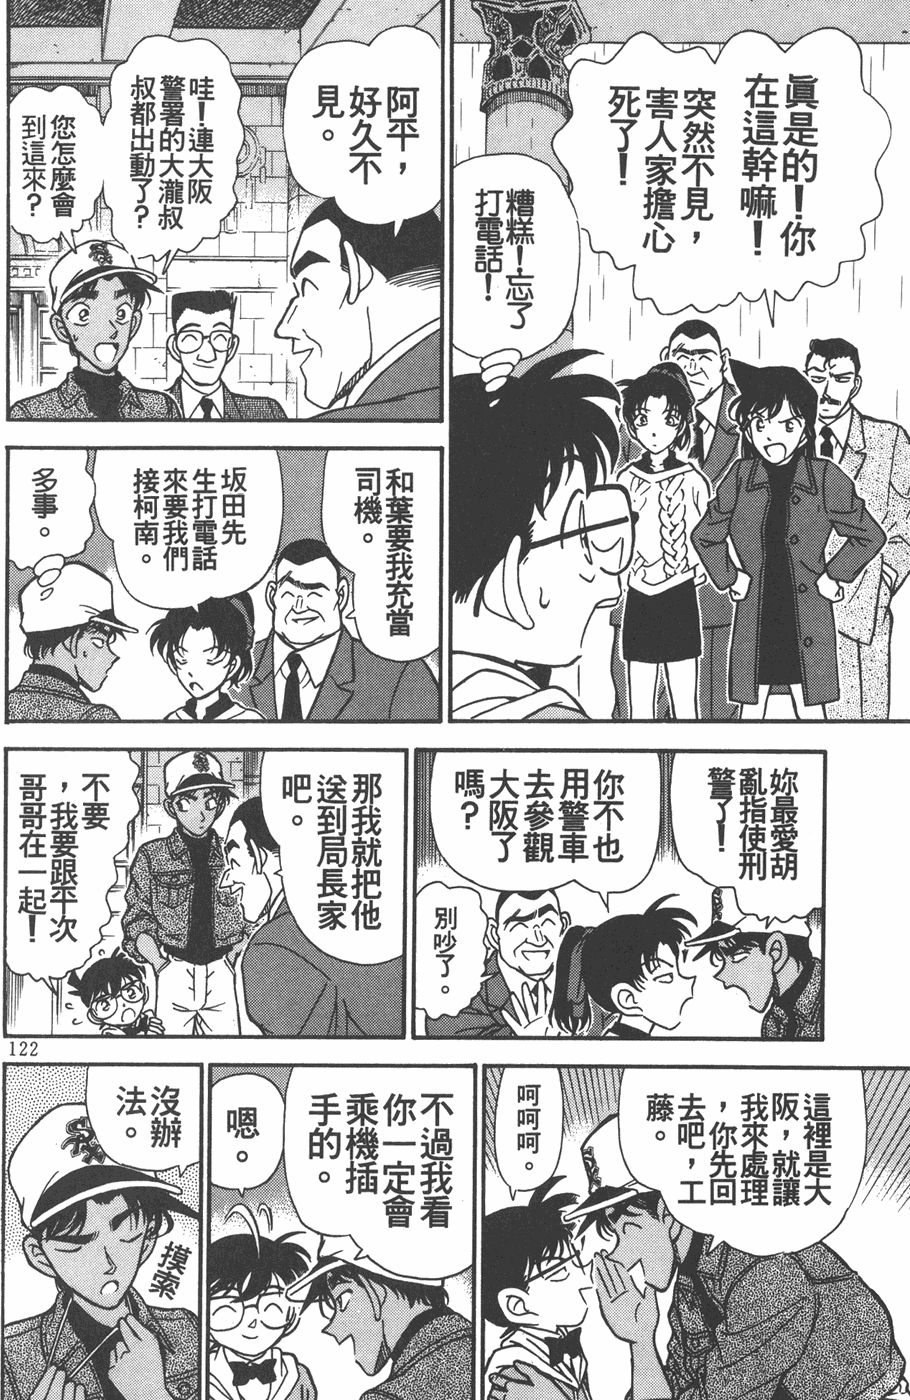 真是的！你
在這幹嘛！
突然不見，
害人家擔心
死了！
糟糕！忘了
打電話！
阿平，
好久不
見。
哇！連大阪
警署的大瀧
叔都出動了？
您怎麼會
到這來？
和葉要我充當
司機。
坂田先
生打電話
來要我們
接柯南。
多事。
妳最愛胡
亂指使刑
警了！
你不也
用警車
去參觀
大阪了
嗎？
別吵了。
那我就把他
送到局長家
吧。
不要
，我要跟平次
哥哥在一起！
122
這裡是大
阪，就讓
我來處理
，你先回
去吧，工
藤。
呵呵呵。
不過我看
你一定會
乘機插
手的。
嗯。
沒辦
法。
摸索